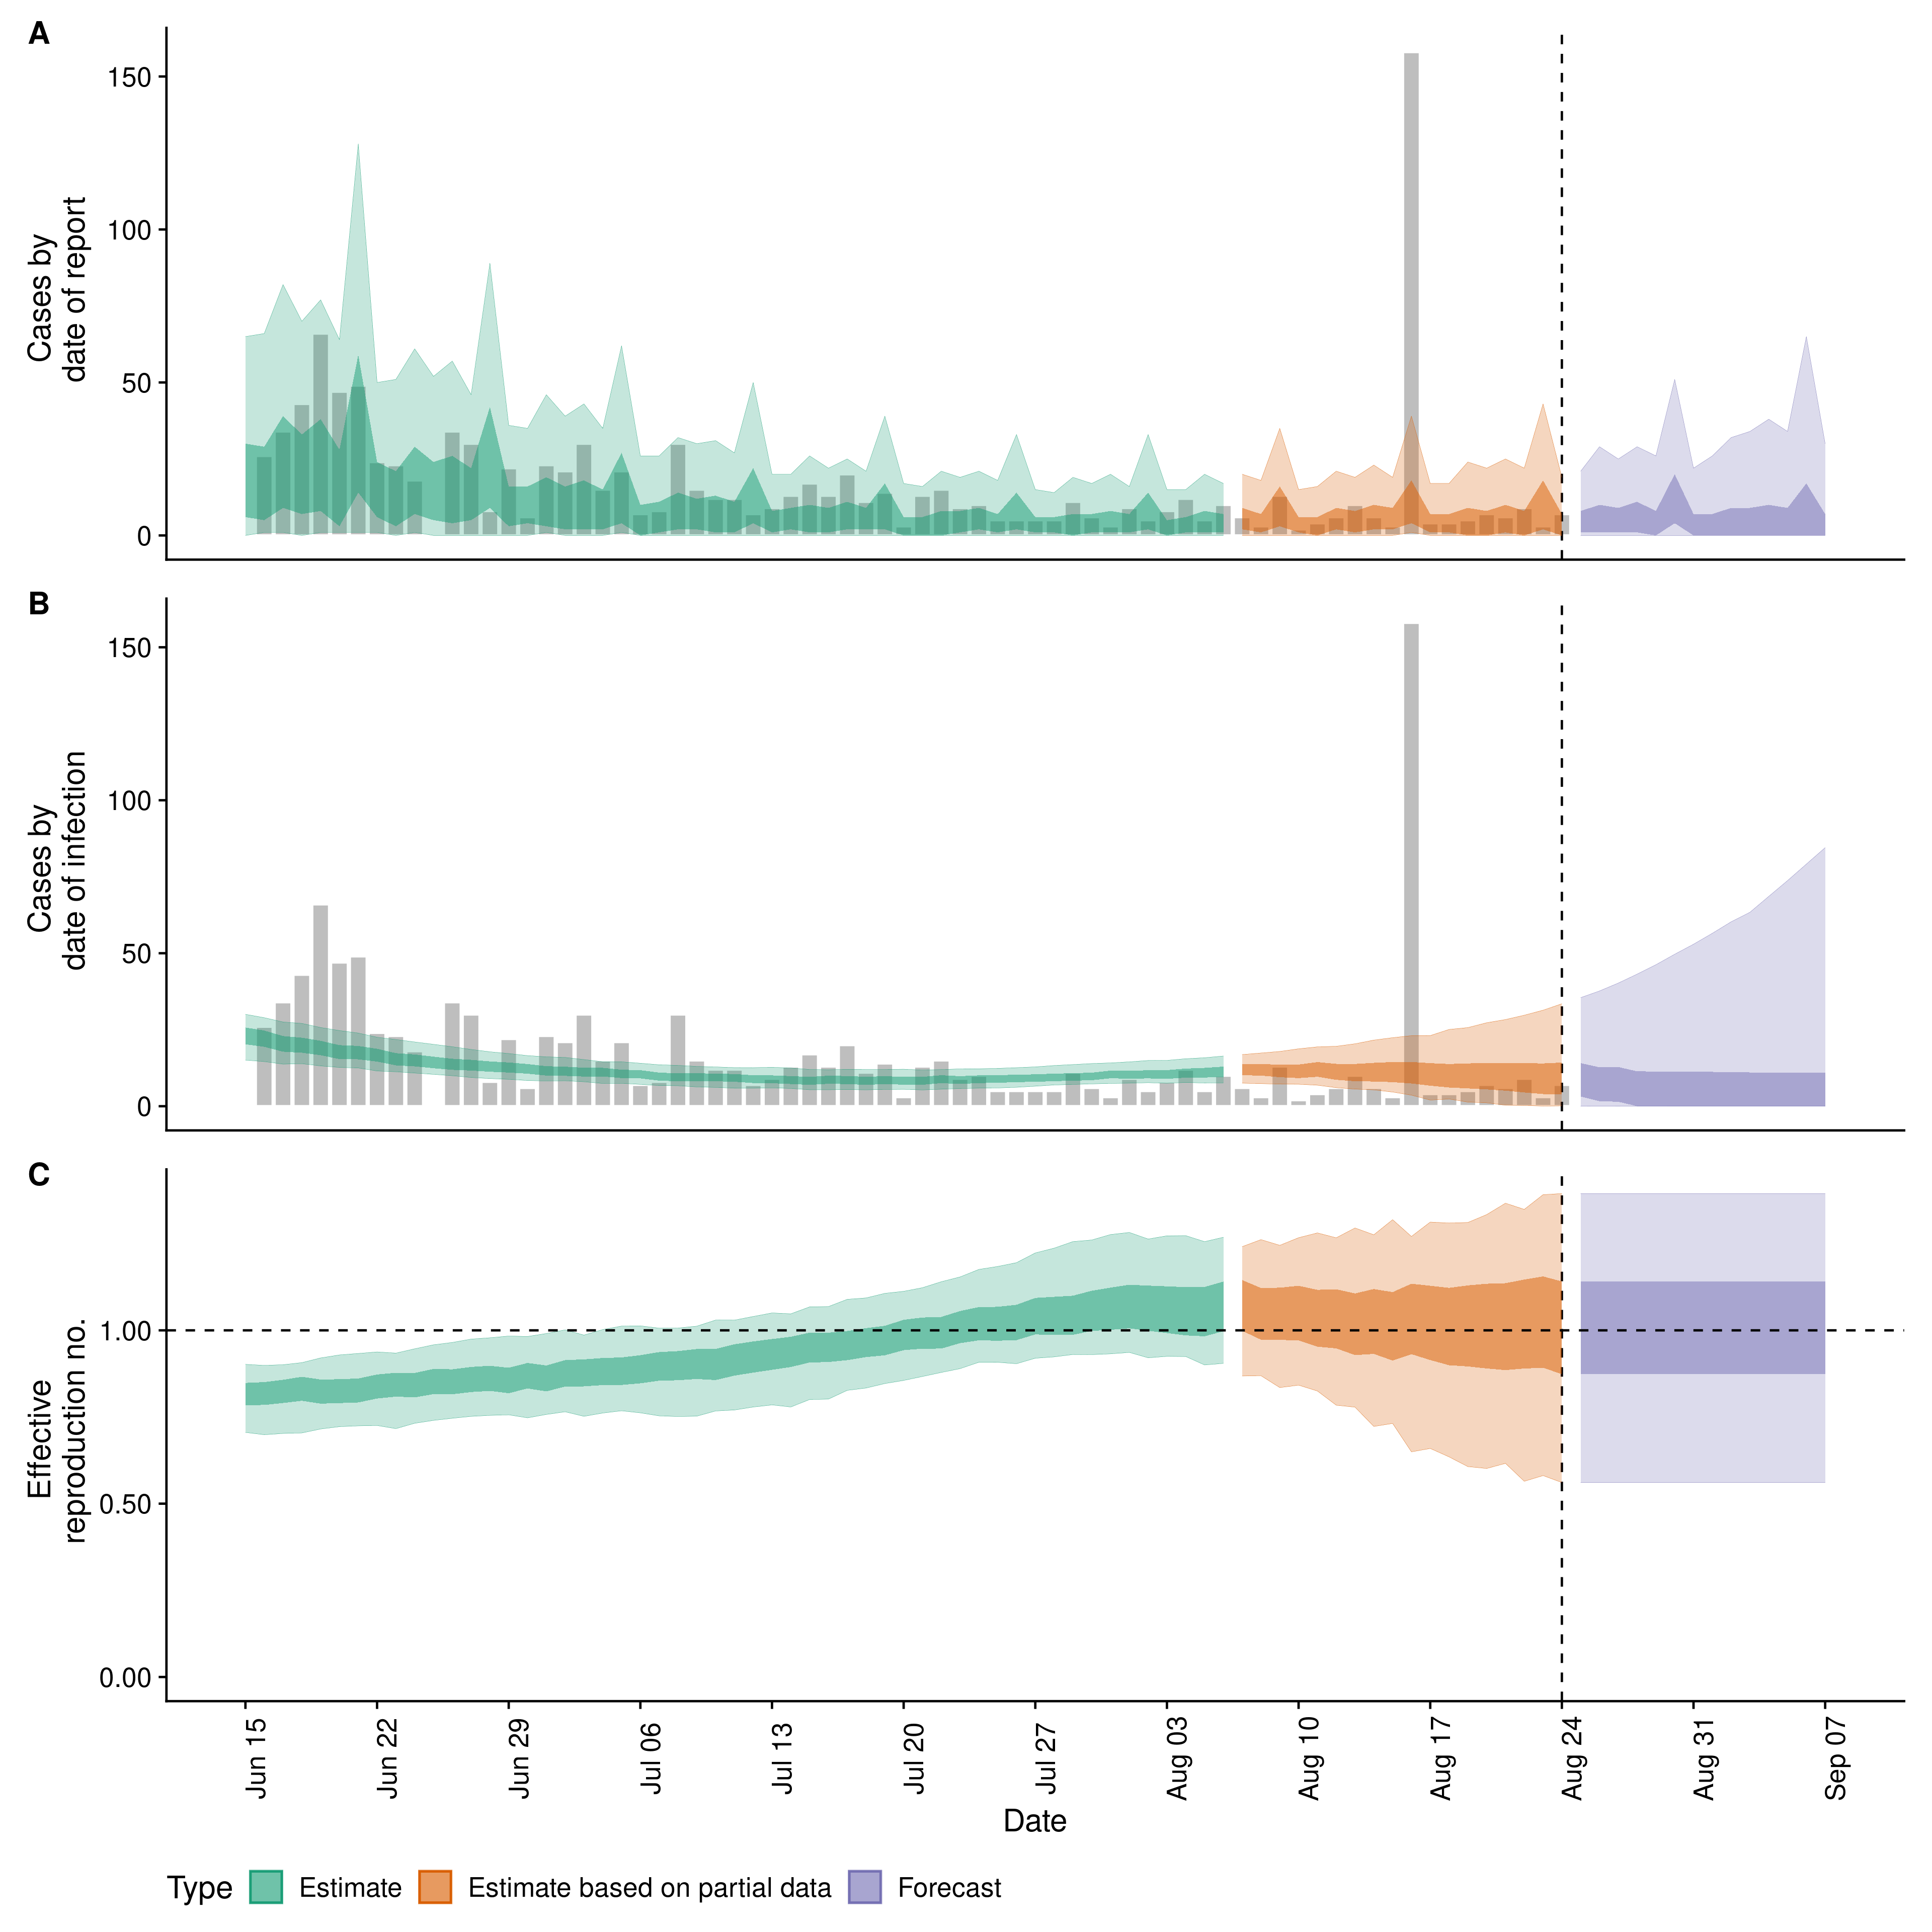 A
150
100
50
0
Cases by
date of report
B
150
100
50
0
Cases by
date of infection
C
1.00
0.50
0.00
Effective
reproduction no.
Jun 15
Jun 22
Jun 29
Jul 06
Jul 13
Jul 20
Jul 27
Aug 03
Aug 10
Aug 17
Aug 24
Aug 31
Sep 07
Date
Type Estimate Estimate based on partial data Forecast